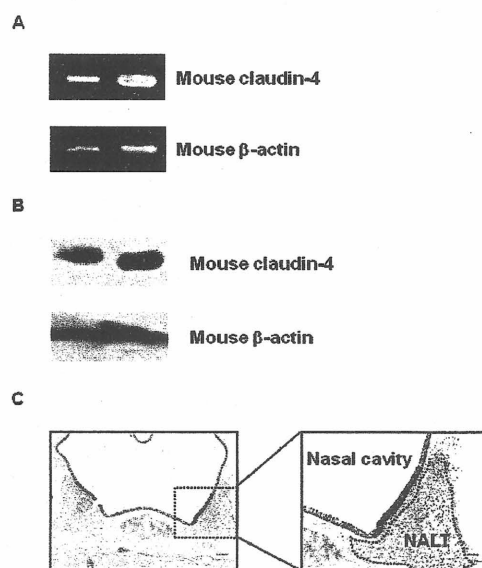 A
Mouse claudin-4
Mouse β-actin
B
Mouse claudin-4
Mouse β-actin
C
Nasal cavity
NALT